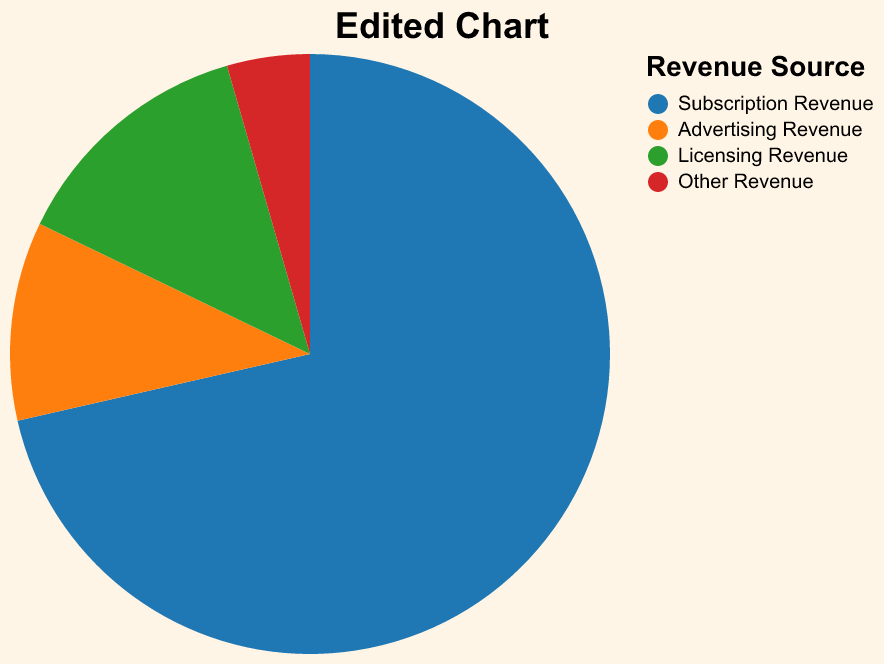 Edited Chart
Revenue Source
Subscription Revenue
Advertising Revenue
Licensing Revenue
Other Revenue